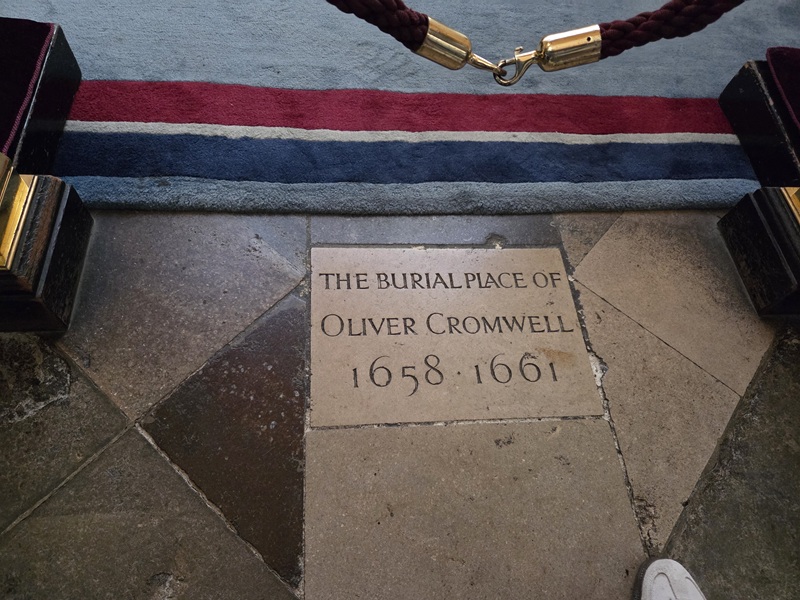 THE BURIAL PLACE OF
OLIVER CROMWELL
1658 · 1661